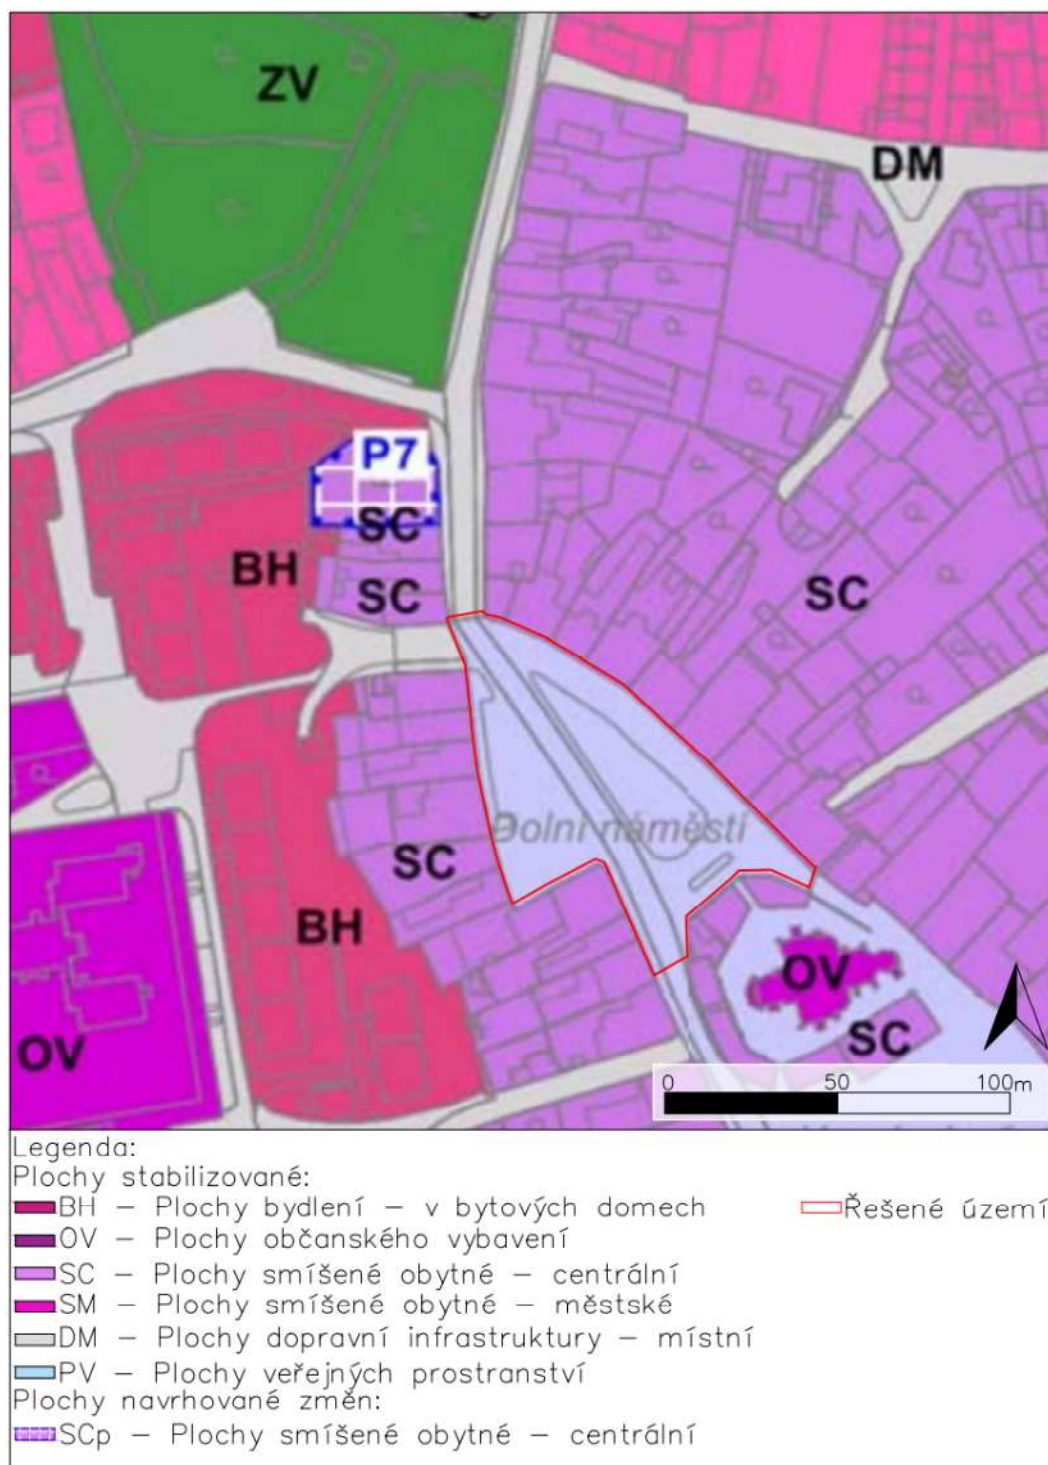 ZV
DM
P7
SC
BH
SC
SC
Dolní náměstí
SC
BH
OV
OV
SC
0 50 100m
Legenda:
Plochy stabilizované:
BH – Plochy bydlení – v bytových domech
Řešené území
OV – Plochy občanského vybavení
SC – Plochy smíšené obytné – centrální
SM – Plochy smíšené obytné – městské
DM – Plochy dopravní infrastruktury – místní
PV – Plochy veřejných prostranství
Plochy navrhované změn:
SCp – Plochy smíšené obytné – centrální